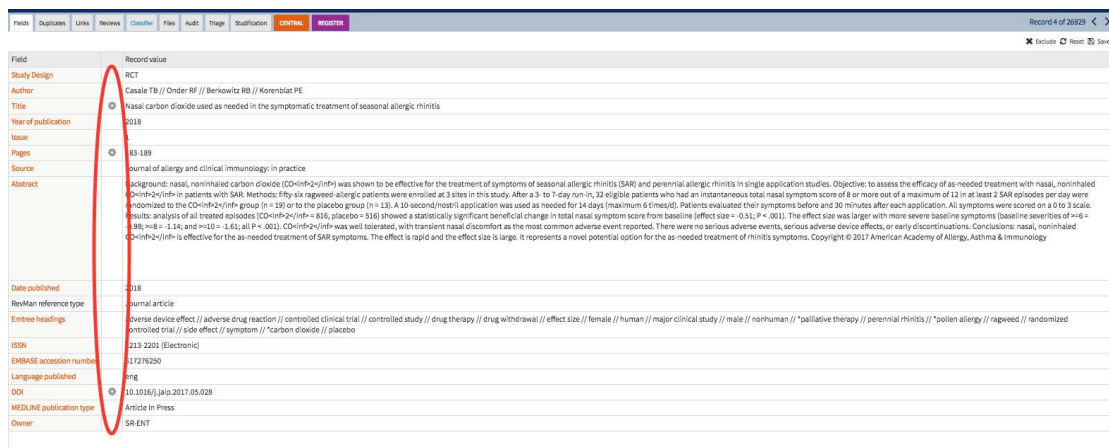 Fields Duplicates Links Reviews Classifier Files Audit Triage Studification CENTRAL REGISTER Record 4 of 26929
Exclude Reset Save
Field Record value
Study Design RCT
Author Casale TB // Onder RF // Berkowitz RB // Korenblat PE
Title Nasal carbon dioxide used as needed in the symptomatic treatment of seasonal allergic rhinitis
Year of publication 2018
Issue
Pages 183-189
Source Journal of allergy and clinical immunology: in practice
Abstract Background: nasal, noninhaled carbon dioxide (CO<inf>2</inf>) was shown to be effective for the treatment of symptoms of seasonal allergic rhinitis (SAR) and perennial allergic rhinitis in single application studies. Objective: to assess the efficacy of as-needed treatment with nasal, noninhaled
CO<inf>2</inf> in patients with SAR. Methods: fifty-six ragweed-allergic patients were enrolled at 3 sites in this study. After a 3- to 7-day run-in, 32 eligible patients who had an instantaneous total nasal symptom score of 8 or more out of a maximum of 12 in at least 2 SAR episodes per day were
randomized to the CO<inf>2</inf> group (n = 19) or to the placebo group (n = 13). A 10-second/nostril application was used as needed for 14 days (maximum 6 times/d). Patients evaluated their symptoms before and 30 minutes after each application. All symptoms were scored on a 0 to 3 scale.
Results: analysis of all treated episodes (CO<inf>2</inf> = 816, placebo = 516) showed a statistically significant beneficial change in total nasal symptom score from baseline (effect size = -0.51; P < .001). The effect size was larger with more severe baseline symptoms (baseline severities of >=6 =
-0.98; >=8 = -1.14; and >=10 = -1.61; all P < .001). CO<inf>2</inf> was well tolerated, with transient nasal discomfort as the most common adverse event reported. There were no serious adverse events, serious adverse device effects, or early discontinuations. Conclusions: nasal, noninhaled
CO<inf>2</inf> is effective for the as-needed treatment of SAR symptoms. The effect is rapid and the effect size is large. It represents a novel potential option for the as-needed treatment of rhinitis symptoms. Copyright © 2017 American Academy of Allergy, Asthma & Immunology
Date published 2018
RevMan reference type Journal article
Emtree headings adverse device effect // adverse drug reaction // controlled clinical trial // controlled study // drug therapy // drug withdrawal // effect size // female // human // major clinical study // male // nonhuman // *palliative therapy // perennial rhinitis // *pollen allergy // ragweed // randomized
controlled trial // side effect // symptom // *carbon dioxide // placebo
ISSN 2213-2201 (Electronic)
EMBASE accession number 617276250
Language published eng
DOI 10.1016/j.jaip.2017.05.028
MEDLINE publication type Article In Press
Owner SR-ENT